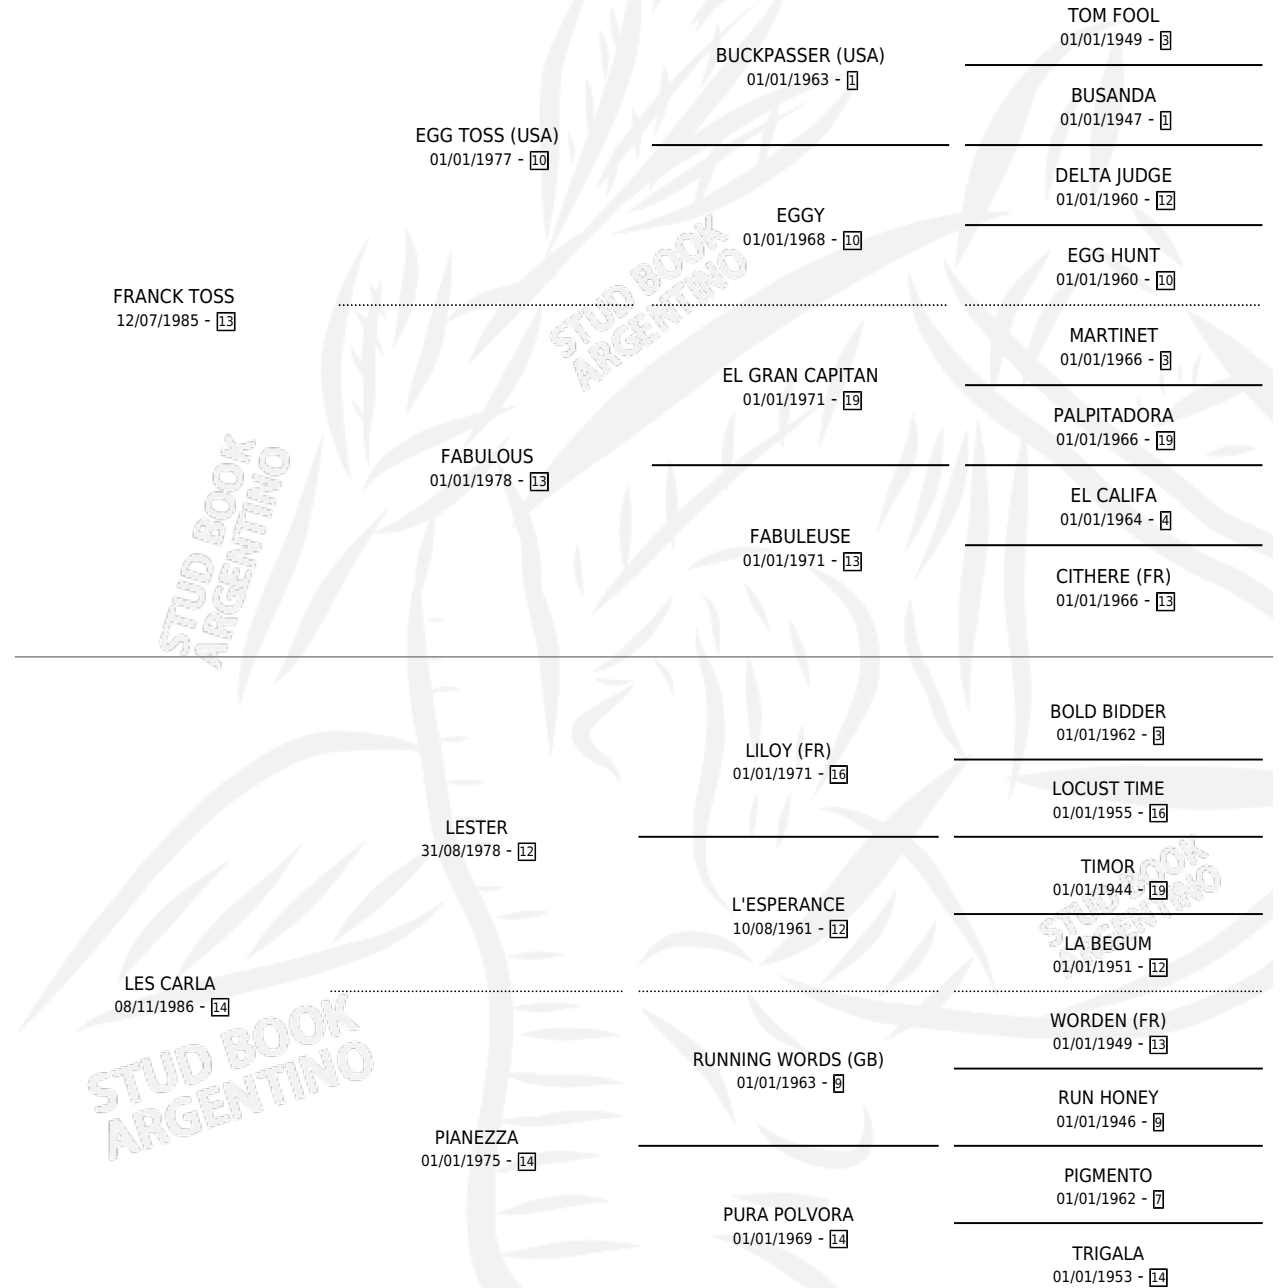 TOM FOOL
01/01/1949 - 3
BUCKPASSER (USA)
01/01/1963 - 1
BUSANDA
01/01/1947 - 1
EGG TOSS (USA)
01/01/1977 - 10
DELTA JUDGE
01/01/1960 - 12
EGGY
01/01/1968 - 10
EGG HUNT
01/01/1960 - 10
FRANCK TOSS
12/07/1985 - 13
MARTINET
01/01/1966 - 3
EL GRAN CAPITAN
01/01/1971 - 19
PALPITADORA
01/01/1966 - 19
FABULOUS
01/01/1978 - 13
EL CALIFA
01/01/1964 - 4
FABULEUSE
01/01/1971 - 13
CITHERE (FR)
01/01/1966 - 13
BOLD BIDDER
01/01/1962 - 3
LILOY (FR)
01/01/1971 - 16
LOCUST TIME
01/01/1955 - 16
LESTER
31/08/1978 - 12
TIMOR
01/01/1944 - 19
L'ESPERANCE
10/08/1961 - 12
LA BEGUM
01/01/1951 - 12
LES CARLA
08/11/1986 - 14
WORDEN (FR)
01/01/1949 - 13
RUNNING WORDS (GB)
01/01/1963 - 9
RUN HONEY
01/01/1946 - 9
PIANEZZA
01/01/1975 - 14
PIGMENTO
01/01/1962 - 7
PURA POLVORA
01/01/1969 - 14
TRIGALA
01/01/1953 - 14
STUD BOOK
ARGENTINO
STUD BOOK
ARGENTINO
STUD BOOK
ARGENTINO
STUD BOOK
ARGENTINO